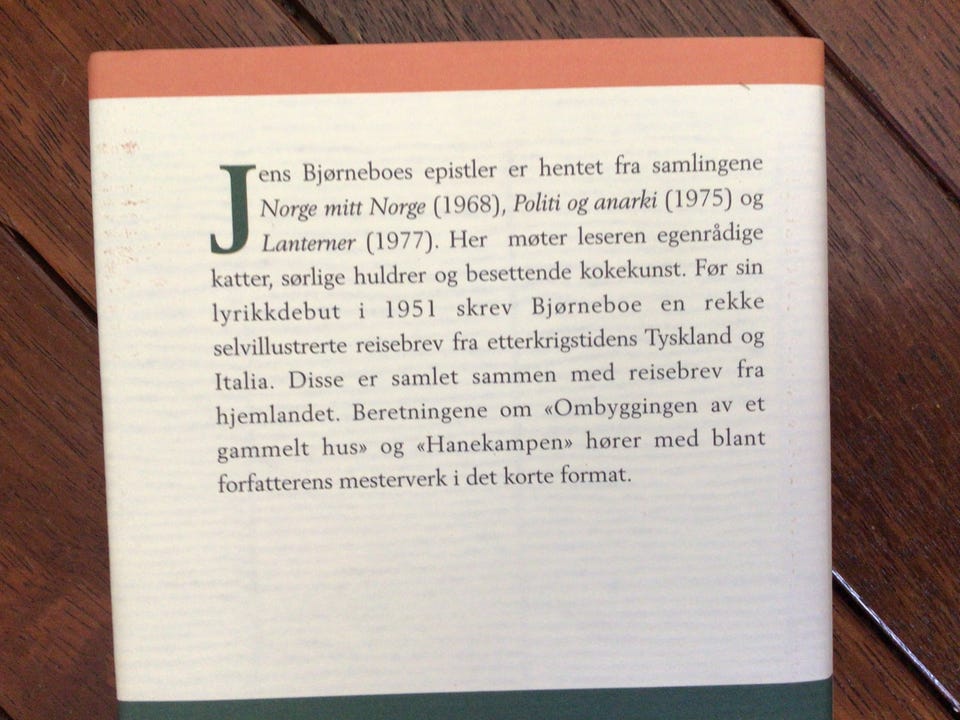 Jens Bjørneboes epistler er hentet fra samlingene
Norge mitt Norge (1968), Politi og anarki (1975) og
Lanterner (1977). Her møter leseren egenrådige
katter, sørlige huldrer og besettende kokekunst. Før sin
lyrikkdebut i 1951 skrev Bjørneboe en rekke
selvillustrerte reisebrev fra etterkrigstidens Tyskland og
Italia. Disse er samlet sammen med reisebrev fra
hjemlandet. Beretningene om «Ombyggingen av et
gammelt hus» og «Hanekampen» hører med blant
forfatterens mesterverk i det korte format.